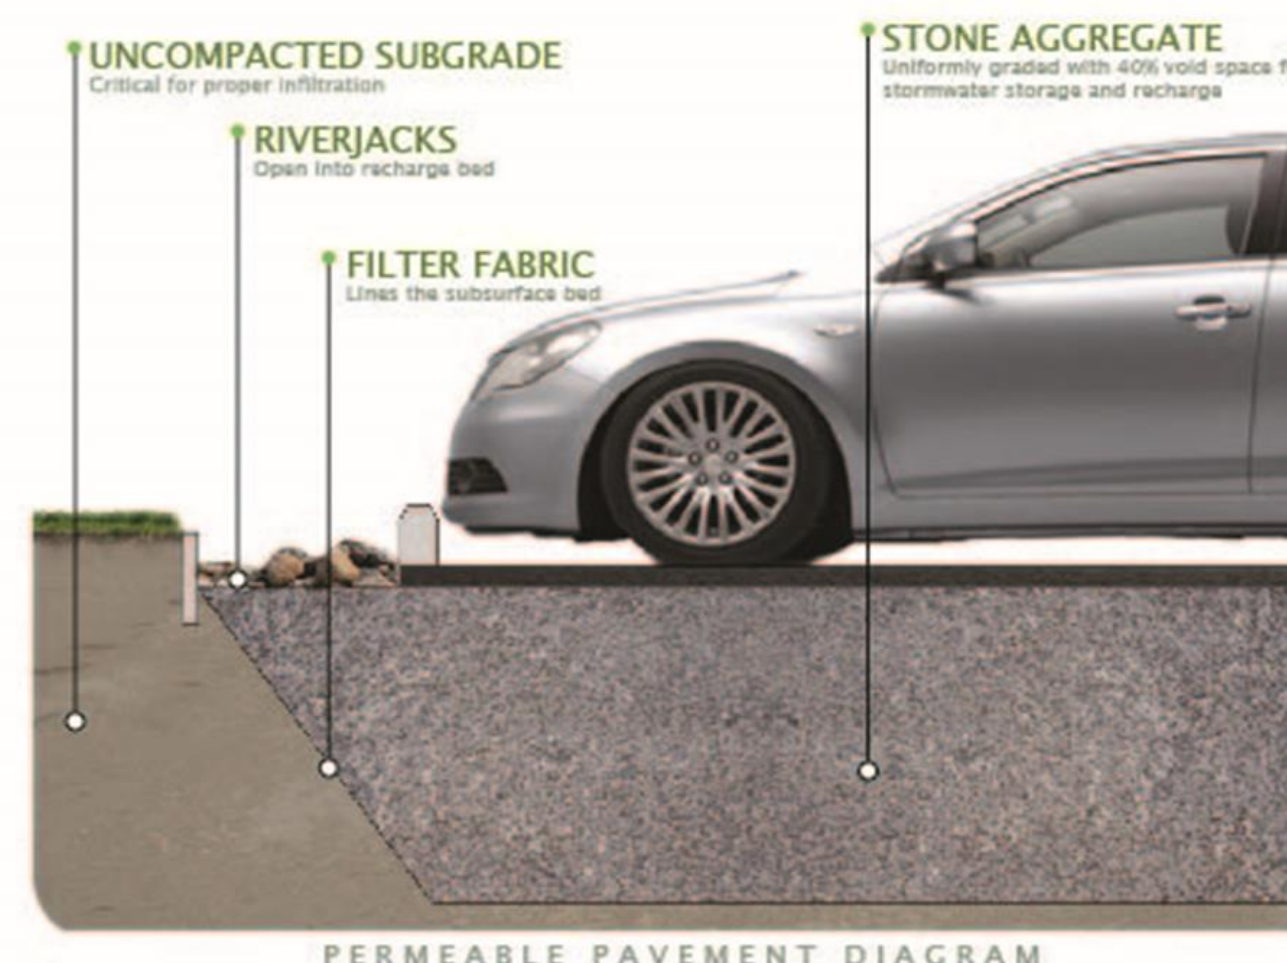 UNCOMPACTED SUBGRADE
Critical for proper infiltration
RIVERJACKS
Open into recharge bed
FILTER FABRIC
Lines the subsurface bed
STONE AGGREGATE
Uniformly graded with 40% void space
stormwater storage and recharge
PERMEABLE PAVEMENT DIAGRAM